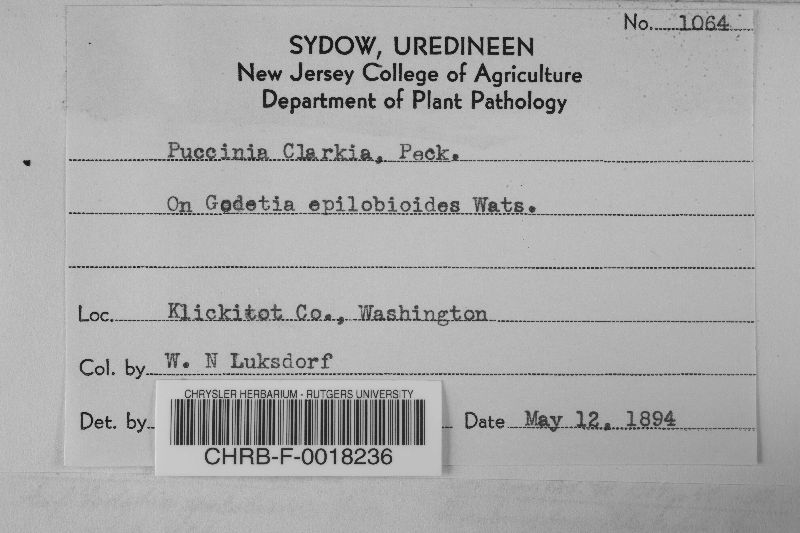 No. 1064
SYDOW, UREDINEEN
New Jersey College of Agriculture
Department of Plant Pathology
Puccinia Clarkia, Peck.
On Godetia epilobioides Wats.
Loc. Klickitot Co., Washington
Col. by W. N Luksdorf
Det. by
Date May 12, 1894
CHRYSLER HERBARIUM - RUTGERS UNIVERSITY
CHRB-F-0018236